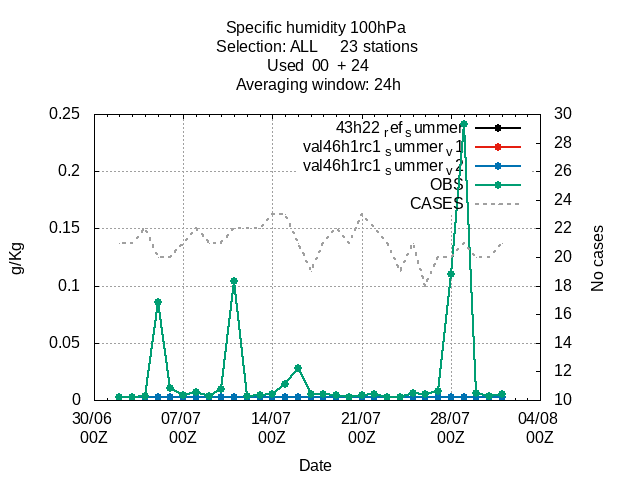 Specific humidity 100hPa
Selection: ALL 23 stations
Used 00 + 24
Averaging window: 24h
43h22 ref summer
val46h1rc1 summer v1
val46h1rc1 summer v2
OBS
CASES
g/Kg
0.25
0.2
0.15
0.1
0.05
0
No cases
30
28
26
24
22
20
18
16
14
12
10
30/06 07/07 14/07 21/07 28/07 04/08
00Z 00Z 00Z 00Z 00Z 00Z
Date